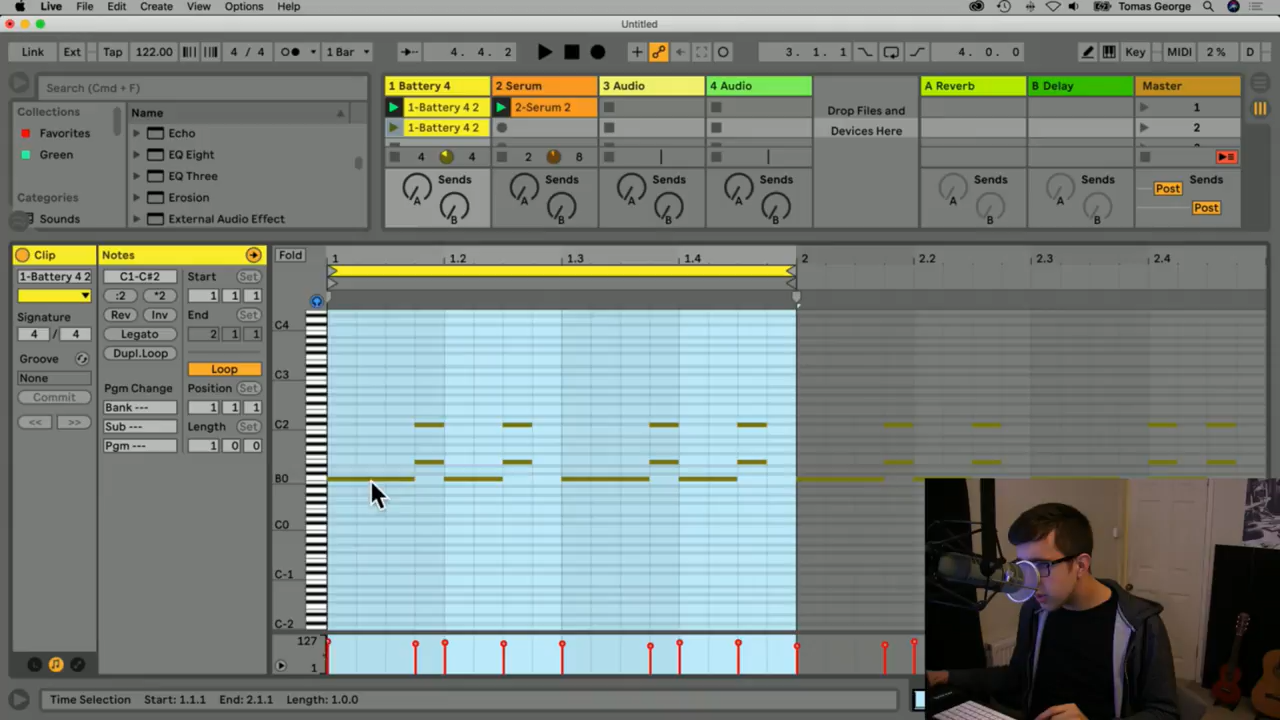 Live File Edit Create View Options Help Tomas George
Untitled
Link Ext Tap 122.00 4 / 4 1 Bar 4. 4. 2 3. 1. 1 4. 0. 0 Key MIDI 2 % D
Search (Cmd + F)
Collections
Favorites
Green
Categories
Sounds
Name
Echo
EQ Eight
EQ Three
Erosion
External Audio Effect
1 Battery 4 2 Serum 3 Audio 4 Audio A Reverb B Delay Master
1-Battery 4 2 2-Serum 2 1
1-Battery 4 2 2
Drop Files and
Devices Here
4 4 2 8
Sends Sends Sends Sends Sends Sends Sends
A A A A A A Post
B B B B B B Post
Clip
1-Battery 4 2
Signature
4 / 4
Groove
None
Commit
<< >>
Notes
C1-C#2
:2 *2
Rev Inv
Legato
Dupl.Loop
Pgm Change
Bank ---
Sub ---
Pgm ---
Start Set
1 1 1
End Set
2 1 1
Loop
Position Set
1 1 1
Length Set
1 0 0
Fold
1 1.2 1.3 1.4 2 2.2 2.3 2.4
C4
C3
C2
B0
C0
C-1
C-2
127
1
Time Selection Start: 1.1.1 End: 2.1.1 Length: 1.0.0